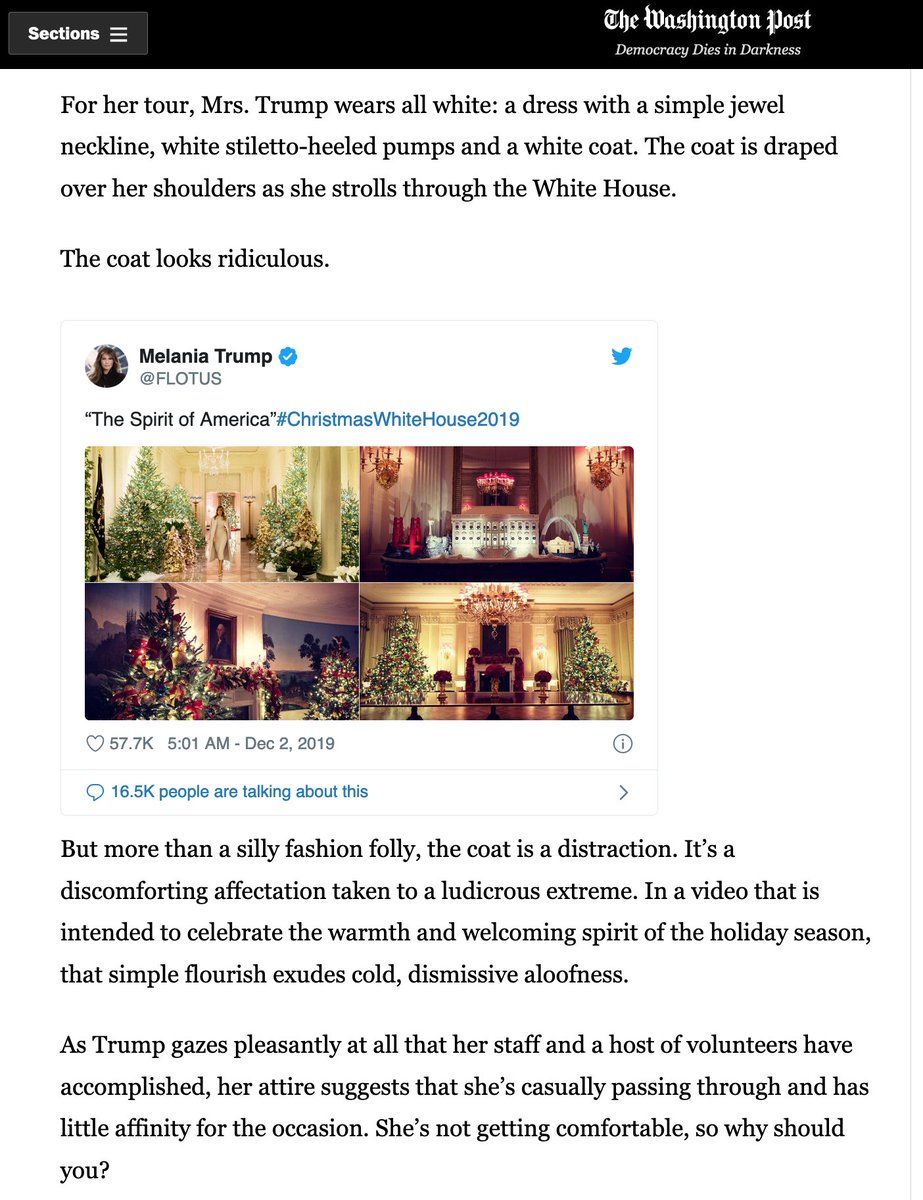 Sections
The Washington Post
Democracy Dies in Darkness
For her tour, Mrs. Trump wears all white: a dress with a simple jewel
neckline, white stiletto-heeled pumps and a white coat. The coat is draped
over her shoulders as she strolls through the White House.
The coat looks ridiculous.
Melania Trump
@FLOTUS
“The Spirit of America”#ChristmasWhiteHouse2019
57.7K 5:01 AM - Dec 2, 2019
16.5K people are talking about this
But more than a silly fashion folly, the coat is a distraction. It’s a
discomforting affectation taken to a ludicrous extreme. In a video that is
intended to celebrate the warmth and welcoming spirit of the holiday season,
that simple flourish exudes cold, dismissive aloofness.
As Trump gazes pleasantly at all that her staff and a host of volunteers have
accomplished, her attire suggests that she’s casually passing through and has
little affinity for the occasion. She’s not getting comfortable, so why should
you?